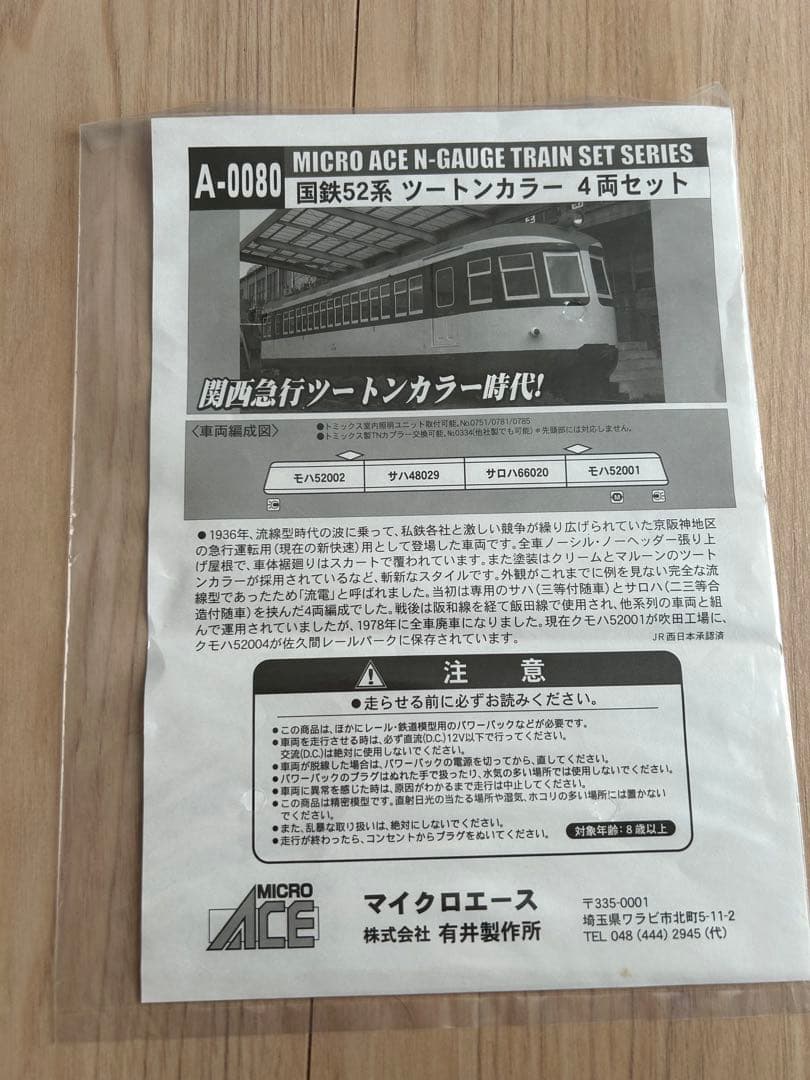 A-0080
MICRO ACE N-GAUGE TRAIN SET SERIES
国鉄52系 ツートンカラー 4両セット
関西急行ツートンカラー時代!
〈車両編成図〉
●トミックス室内照明ユニット取付可能。No.0751/0781/0785
●トミックス製TNカプラー交換可能。No.0334(他社製でも可能)＊先頭部には対応しません。
モハ52002 サハ48029 サロハ66020 モハ52001
M
●1936年、流線型時代の波に乗って、私鉄各社と激しい競争が繰り広げられていた京阪神地区
の急行運転用(現在の新快速)用として登場した車両です。全車ノーシル・ノーヘッダー張り上
げ屋根で、車体裾廻りはスカートで覆われています。また塗装はクリームとマルーンのツート
ンカラーが採用されているなど、斬新なスタイルです。外観がこれまでに例を見ない完全な流
線型であったため「流電」と呼ばれました。当初は専用のサハ(三等付随車)とサロハ(二三等合
造付随車)を挟んだ4両編成でした。戦後は阪和線を経て飯田線で使用され、他系列の車両と組
んで運用されていましたが、1978年に全車廃車になりました。現在クモハ52001が吹田工場に、
クモハ52004が佐久間レールパークに保存されています。
JR西日本承認済
注 意
●走らせる前に必ずお読みください。
●この商品は、ほかにレール・鉄道模型用のパワーパックなどが必要です。
●車両を走行させる時は、必ず直流(D.C.)12V以下で行ってください。
交流(D.C.)は絶対に使用しないでください。
●車両が脱線した場合は、パワーパックの電源を切ってから、直してください。
●パワーパックのプラグはぬれた手で扱ったり、水気の多い場所では使用しないでください。
●車両に異常を感じた時は、原因がわかるまで走行は中止してください。
●この商品は精密模型です。直射日光の当たる場所や湿気、ホコリの多い場所には置かない
でください。
●また、乱暴な取り扱いは、絶対にしないでください。
●走行が終わったら、コンセントからプラグをぬいてください。
対象年齢:8歳以上
MICRO
ACE
マイクロエース
株式会社 有井製作所
〒335-0001
埼玉県ワラビ市北町5-11-2
TEL 048 (444) 2945 (代)